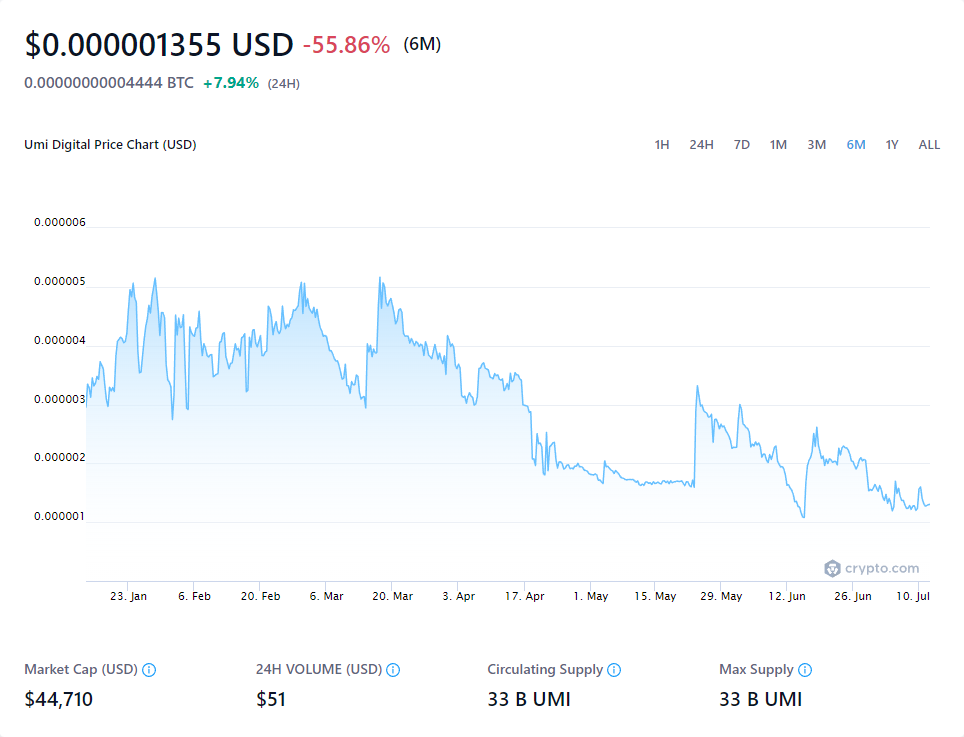 $0.000001355 USD -55.86% (6M)
0.00000000004444 BTC +7.94% (24H)
Umi Digital Price Chart (USD) 1H 24H 7D 1M 3M 6M 1Y ALL
0.000006
0.000005
0.000004
0.000003
0.000002
0.000001
crypto.com
23. Jan 6. Feb 20. Feb 6. Mar 20. Mar 3. Apr 17. Apr 1. May 15. May 29. May 12. Jun 26. Jun 10. Jul
Market Cap (USD) 24H VOLUME (USD) Circulating Supply Max Supply
$44,710 $51 33 B UMI 33 B UMI